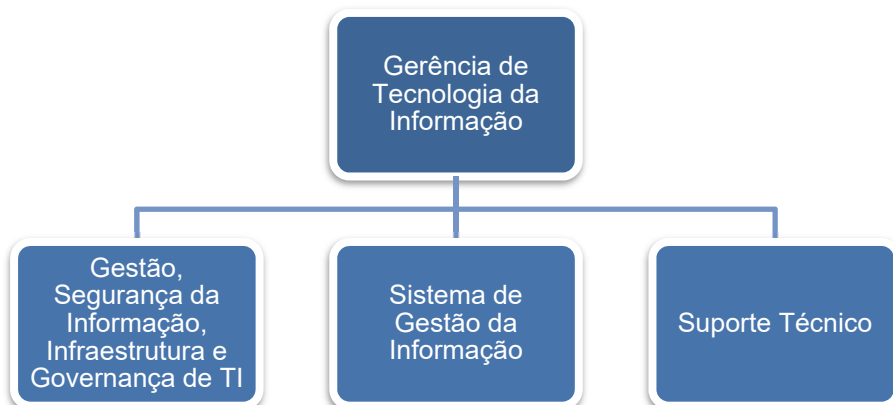 Gerência de
Tecnologia da
Informação
Gestão,
Segurança da
Informação,
Infraestrutura e
Governança de TI
Sistema de
Gestão da
Informação
Suporte Técnico